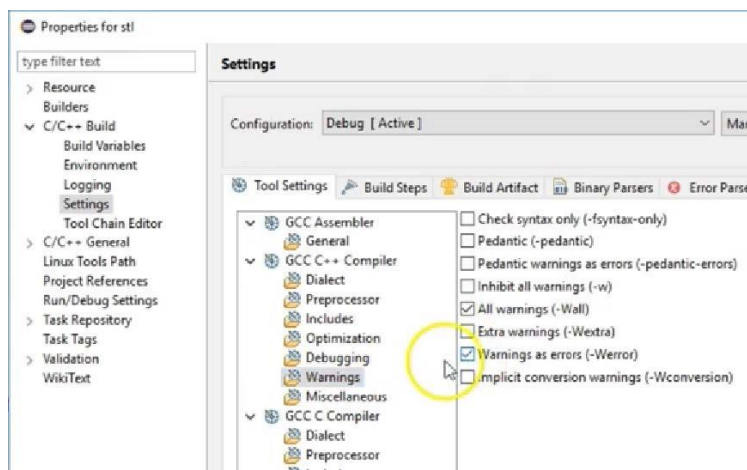 Properties for stl
type filter text
Resource
Builders
C/C++ Build
Build Variables
Environment
Logging
Settings
Tool Chain Editor
C/C++ General
Linux Tools Path
Project References
Run/Debug Settings
Task Repository
Task Tags
Validation
WikiText
Settings
Configuration: Debug [ Active ]
Tool Settings Build Steps Build Artifact Binary Parsers Error Parse
GCC Assembler
General
GCC C++ Compiler
Dialect
Preprocessor
Includes
Optimization
Debugging
Warnings
Miscellaneous
GCC C Compiler
Dialect
Preprocessor
Check syntax only (-fsyntax-only)
Pedantic (-pedantic)
Pedantic warnings as errors (-pedantic-errors)
Inhibit all warnings (-w)
All warnings (-Wall)
Extra warnings (-Wextra)
Warnings as errors (-Werror)
Implicit conversion warnings (-Wconversion)